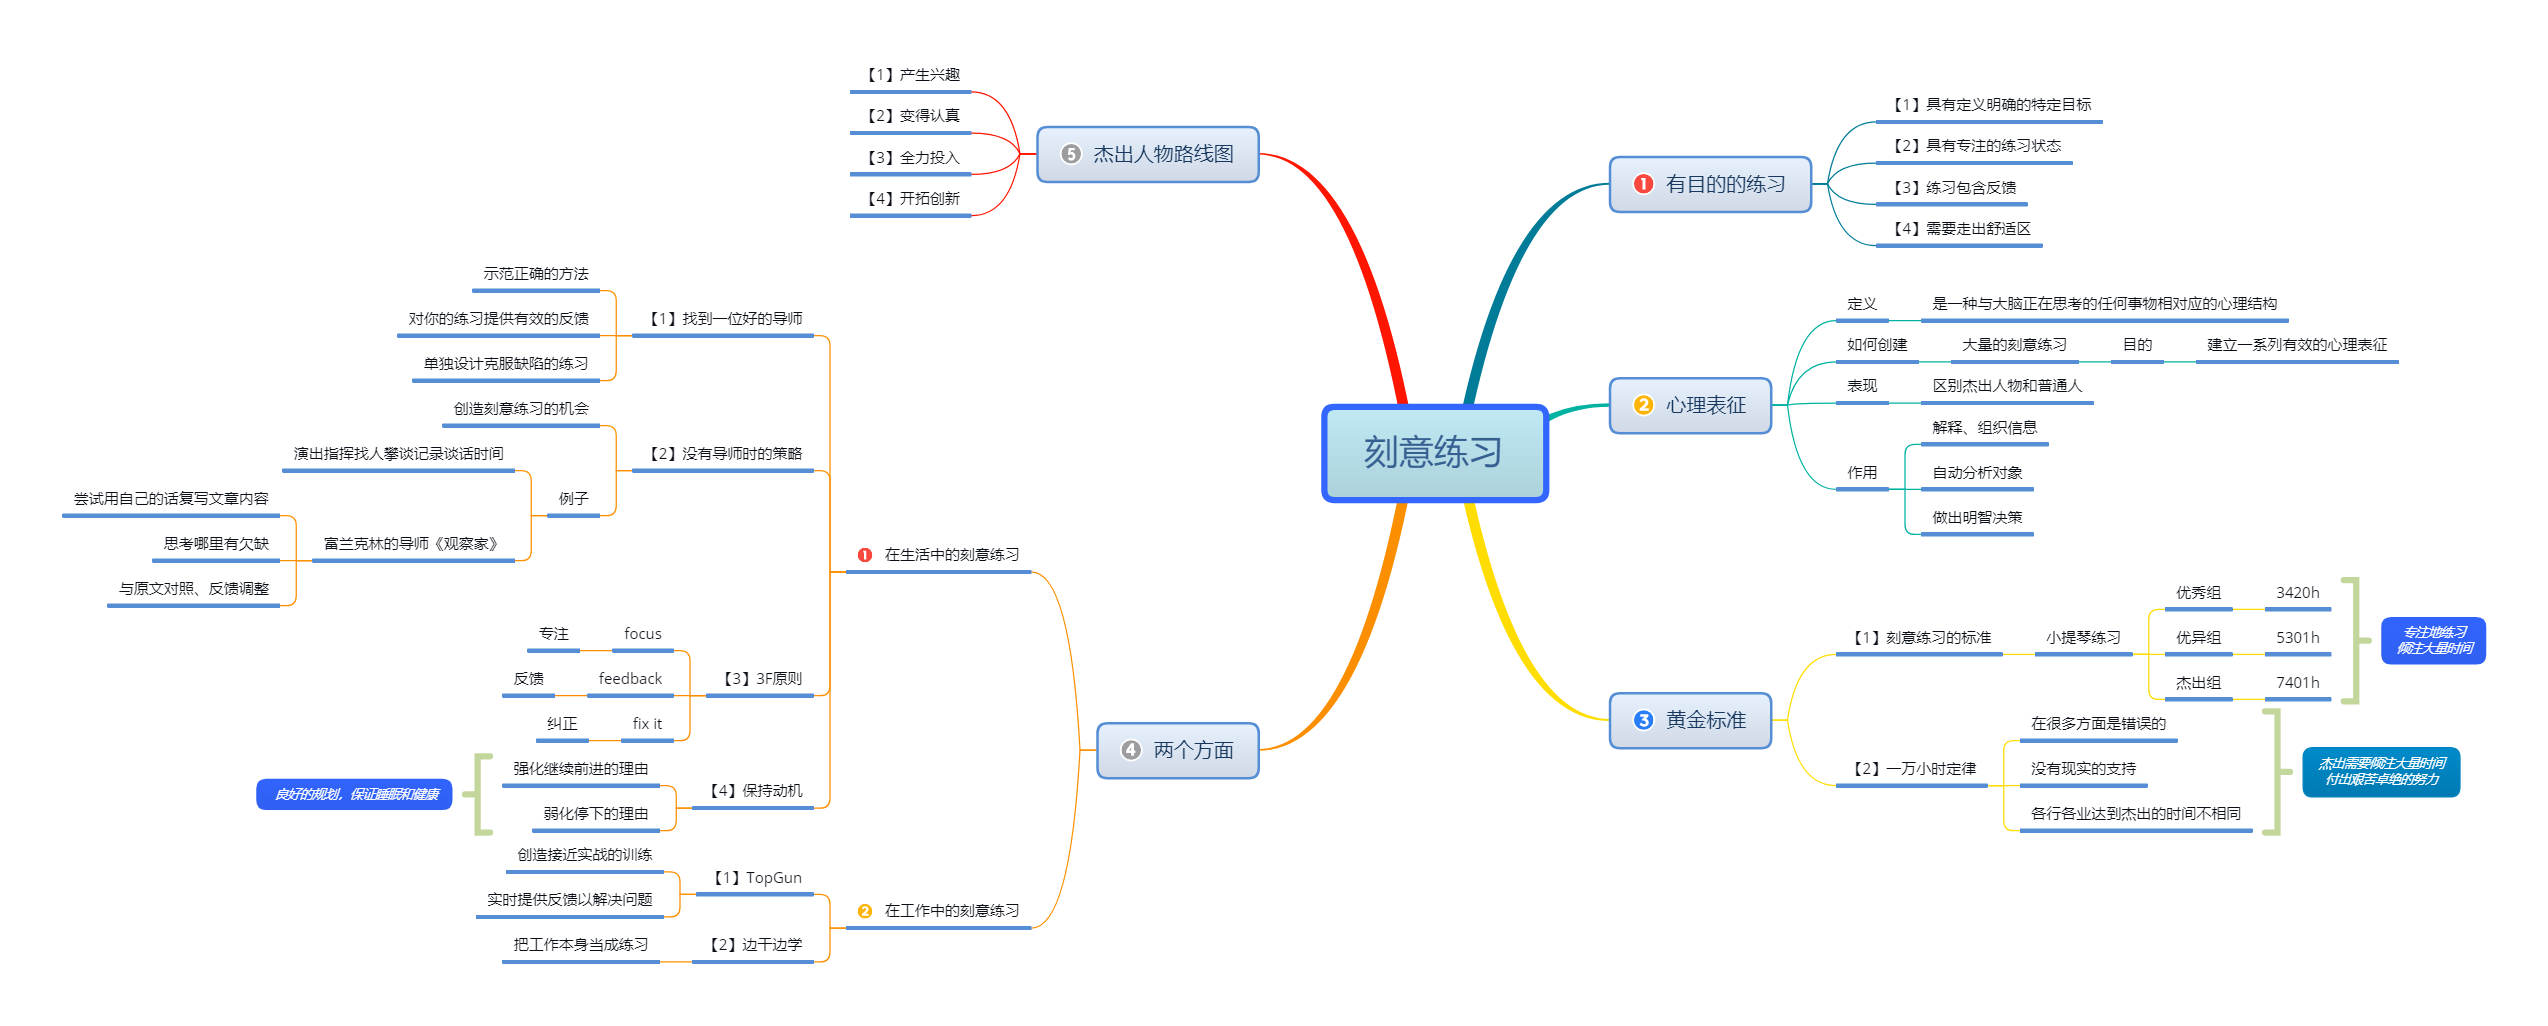 刻意练习
1 有目的的练习
【1】具有定义明确的特定目标
【2】具有专注的练习状态
【3】练习包含反馈
【4】需要走出舒适区
2 心理表征
定义
是一种与大脑正在思考的任何事物相对应的心理结构
如何创建
大量的刻意练习
目的
建立一系列有效的心理表征
表现
区别杰出人物和普通人
作用
解释、组织信息
自动分析对象
做出明智决策
3 黄金标准
【1】刻意练习的标准
小提琴练习
优秀组
3420h
优异组
5301h
杰出组
7401h
专注地练习
倾注大量时间
【2】一万小时定律
在很多方面是错误的
没有现实的支持
各行各业达到杰出的时间不相同
杰出需要倾注大量时间
付出艰苦卓绝的努力
4 两个方面
1 在生活中的刻意练习
【1】找到一位好的导师
示范正确的方法
对你的练习提供有效的反馈
单独设计克服缺陷的练习
【2】没有导师时的策略
创造刻意练习的机会
例子
演出指挥找人攀谈记录谈话时间
富兰克林的导师《观察家》
尝试用自己的话复写文章内容
思考哪里有欠缺
与原文对照、反馈调整
【3】3F原则
focus
专注
feedback
反馈
fix it
纠正
【4】保持动机
强化继续前进的理由
弱化停下的理由
良好的规划，保证睡眠和健康
2 在工作中的刻意练习
【1】TopGun
创造接近实战的训练
实时提供反馈以解决问题
【2】边干边学
把工作本身当成练习
5 杰出人物路线图
【1】产生兴趣
【2】变得认真
【3】全力投入
【4】开拓创新